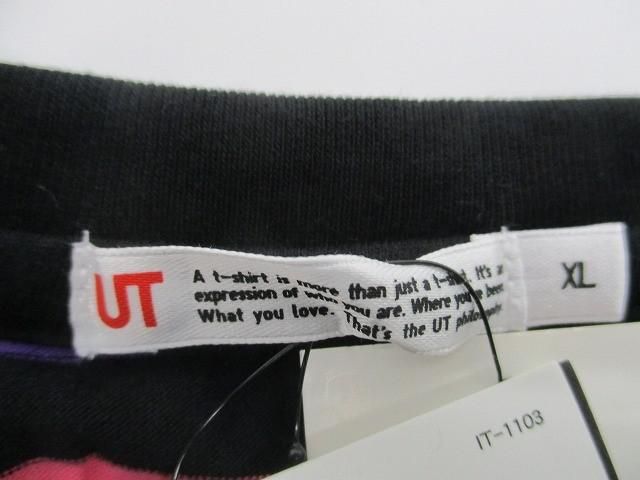 UT
A t-shirt is more than just a t-shirt. It's an
expression of who you are. Where you've been.
What you love. That's the UT philosophy.
XL
IT-1103